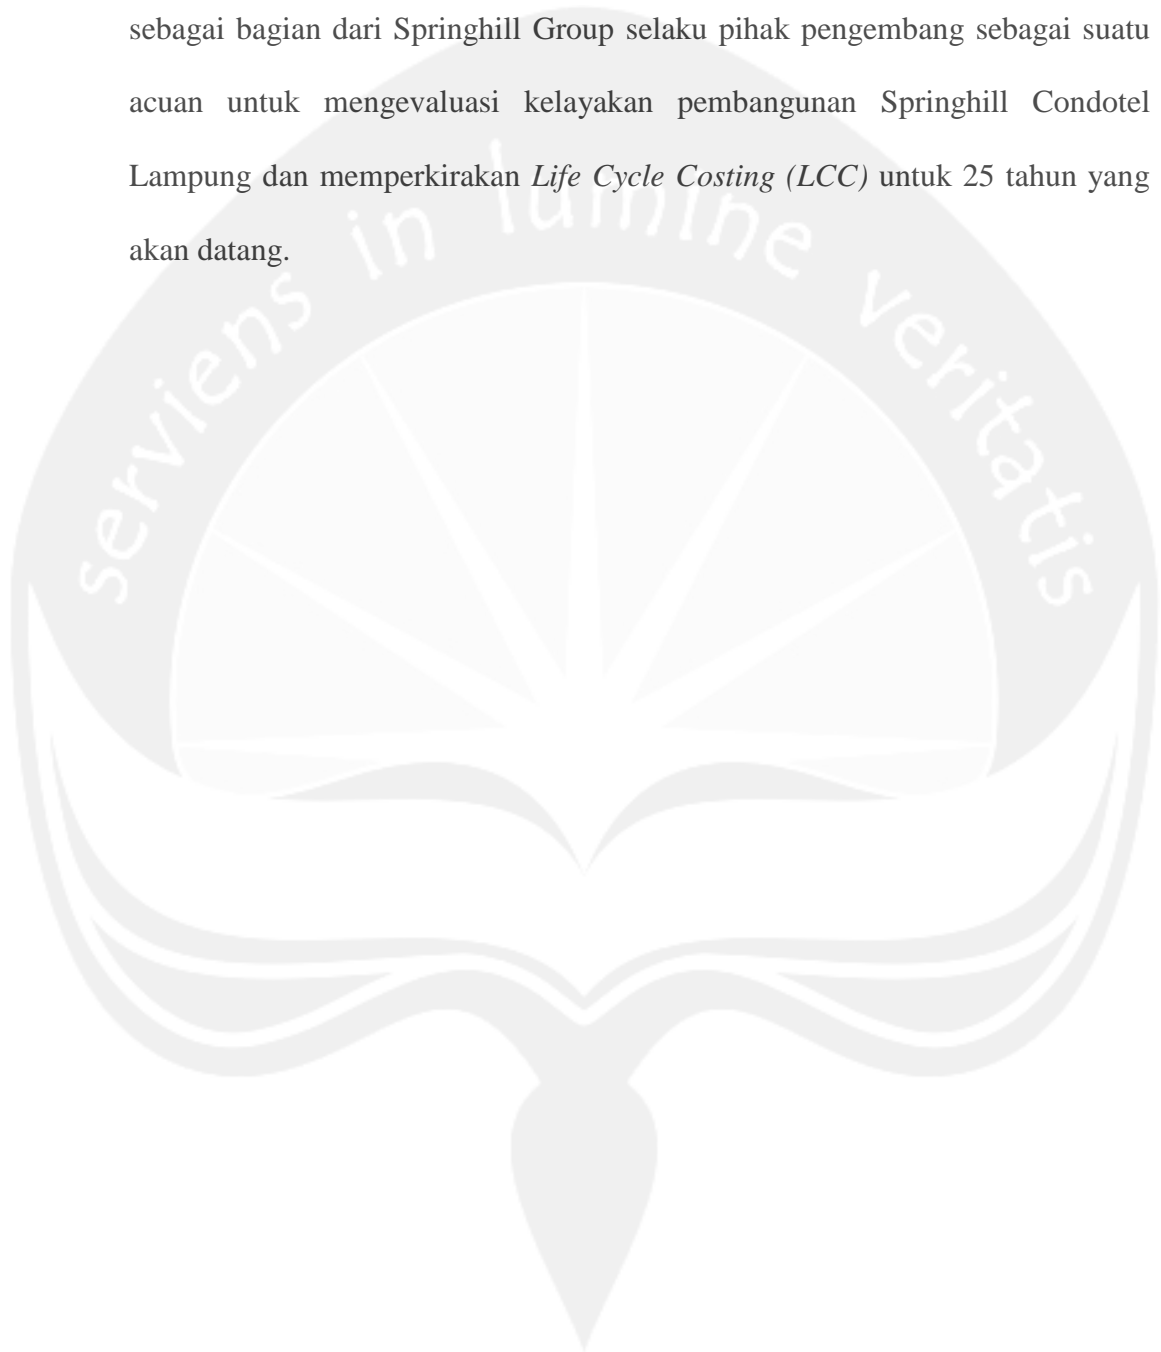 sebagai bagian dari Springhill Group selaku pihak pengembang sebagai suatu
acuan untuk mengevaluasi kelayakan pembangunan Springhill Condotel
Lampung dan memperkirakan Life Cycle Costing (LCC) untuk 25 tahun yang
akan datang.
serviens in lumine veritatis